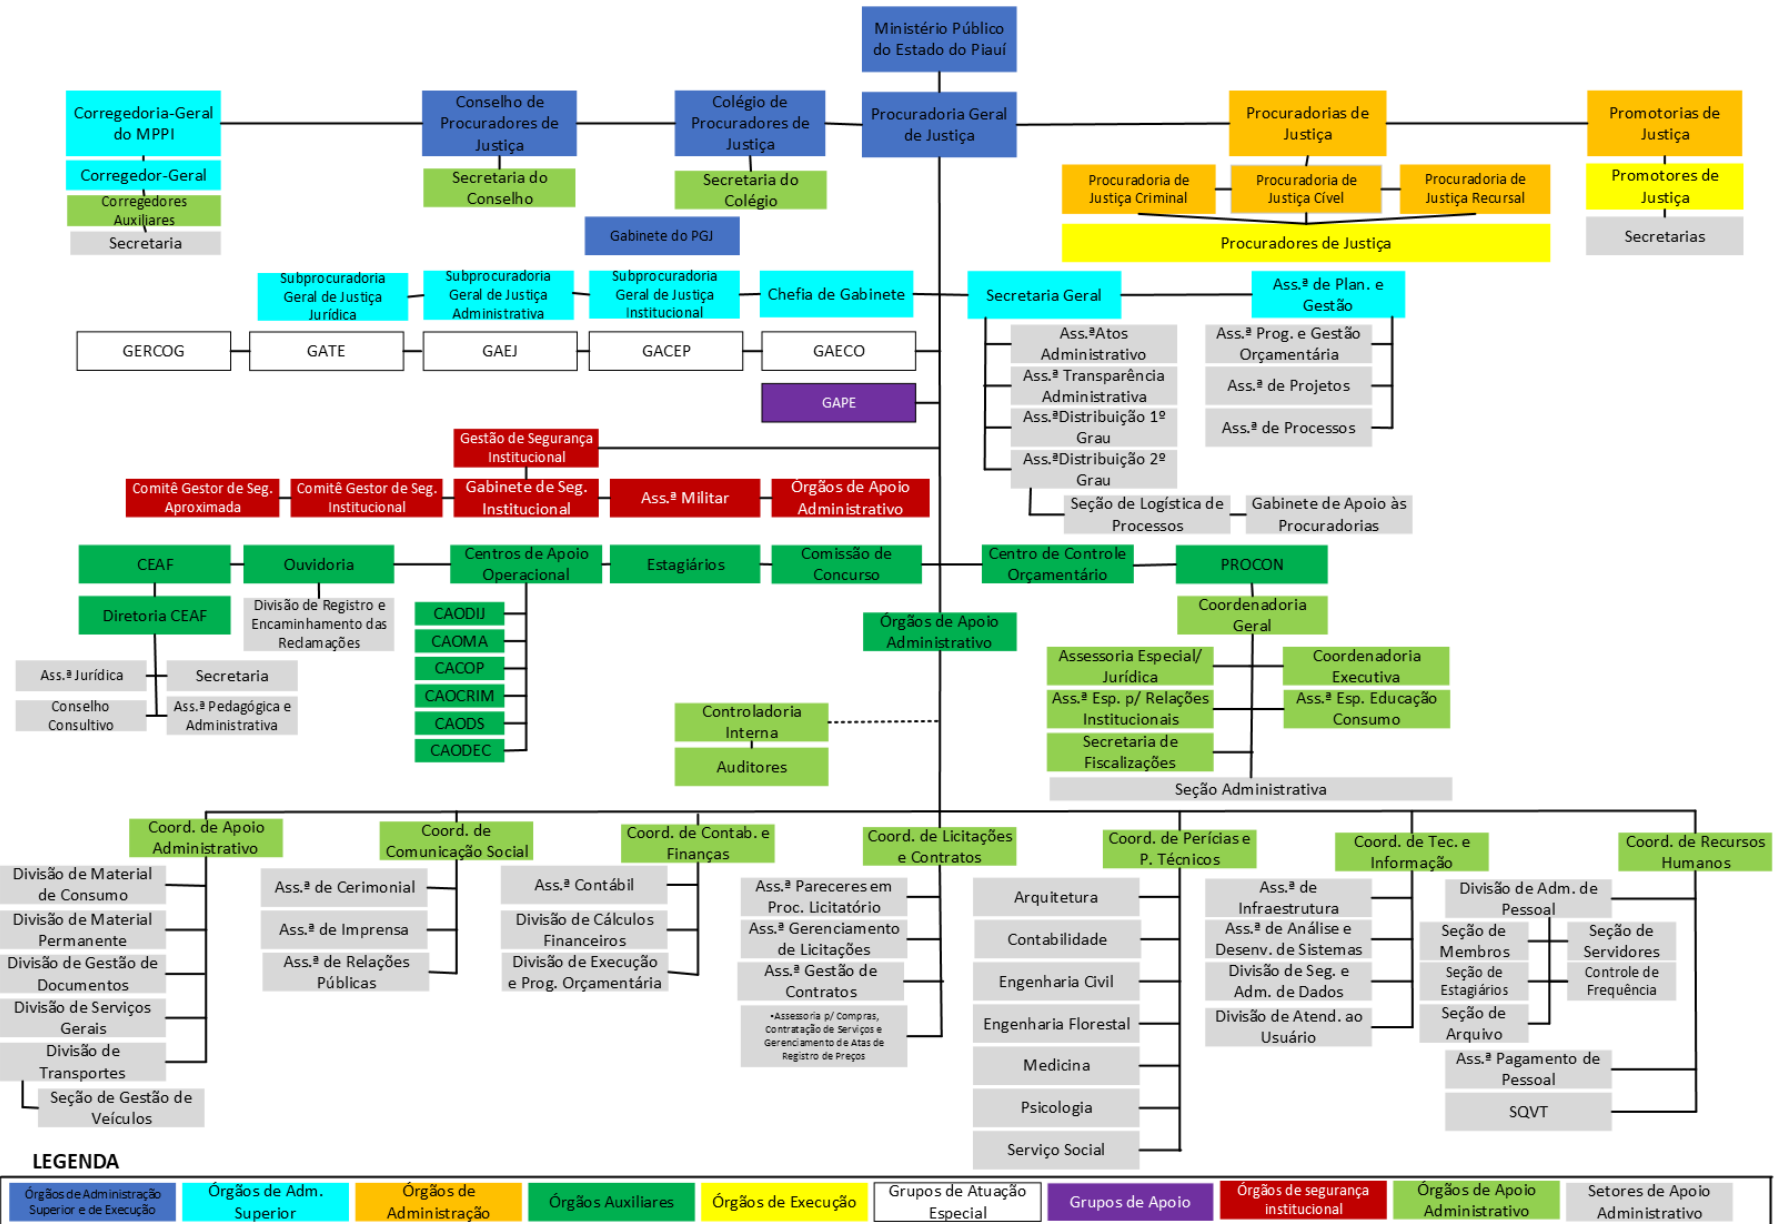 Ministério Público
do Estado do Piauí
Corregedoria-Geral
do MPPI
Conselho de
Procuradores de
Justiça
Colégio de
Procuradores de
Justiça
Procuradoria Geral
de Justiça
Procuradorias de
Justiça
Promotorias de
Justiça
Corregedor-Geral
Corregedores
Auxiliares
Secretaria
Secretaria do
Conselho
Secretaria do
Colégio
Procuradoria de
Justiça Criminal
Procuradoria de
Justiça Cível
Procuradoria de
Justiça Recursal
Promotores de
Justiça
Secretarias
Gabinete do PGJ
Procuradores de Justiça
Subprocuradoria
Geral de Justiça
Jurídica
Subprocuradoria
Geral de Justiça
Administrativa
Subprocuradoria
Geral de Justiça
Institucional
Chefia de Gabinete
Secretaria Geral
Ass.ª de Plan. e
Gestão
GERCOG
GATE
GAEJ
GACEP
GAECO
GAPE
Ass.ªAtos
Administrativo
Ass.ª Transparência
Administrativa
Ass.ªDistribuição 1º
Grau
Ass.ªDistribuição 2º
Grau
Ass.ª Prog. e Gestão
Orçamentária
Ass.ª de Projetos
Ass.ª de Processos
Seção de Logística de
Processos
Gabinete de Apoio às
Procuradorias
Gestão de Segurança
Institucional
Comitê Gestor de Seg.
Aproximada
Comitê Gestor de Seg.
Institucional
Gabinete de Seg.
Institucional
Ass.ª Militar
Órgãos de Apoio
Administrativo
CEAF
Ouvidoria
Centros de Apoio
Operacional
Estagiários
Comissão de
Concurso
Centro de Controle
Orçamentário
PROCON
Diretoria CEAF
Divisão de Registro e
Encaminhamento das
Reclamações
CAODIJ
CAOMA
CACOP
CAOCRIM
CAODS
CAODEC
Órgãos de Apoio
Administrativo
Coordenadoria
Geral
Ass.ª Jurídica
Secretaria
Conselho
Consultivo
Ass.ª Pedagógica e
Administrativa
Assessoria Especial/
Jurídica
Coordenadoria
Executiva
Ass.ª Esp. p/ Relações
Institucionais
Ass.ª Esp. Educação
Consumo
Secretaria de
Fiscalizações
Seção Administrativa
Controladoria
Interna
Auditores
Coord. de Apoio
Administrativo
Coord. de
Comunicação Social
Coord. de Contab. e
Finanças
Coord. de Licitações
e Contratos
Coord. de Perícias e
P. Técnicos
Coord. de Tec. e
Informação
Coord. de Recursos
Humanos
Divisão de Material
de Consumo
Divisão de Material
Permanente
Divisão de Gestão de
Documentos
Divisão de Serviços
Gerais
Divisão de
Transportes
Seção de Gestão de
Veículos
Ass.ª de Cerimonial
Ass.ª de Imprensa
Ass.ª de Relações
Públicas
Ass.ª Contábil
Divisão de Cálculos
Financeiros
Divisão de Execução
e Prog. Orçamentária
Ass.ª Pareceres em
Proc. Licitatório
Ass.ª Gerenciamento
de Licitações
Ass.ª Gestão de
Contratos
•Assessoria p/ Compras,
Contratação de Serviços e
Gerenciamento de Atas de
Registro de Preços
Arquitetura
Contabilidade
Engenharia Civil
Engenharia Florestal
Medicina
Psicologia
Serviço Social
Ass.ª de
Infraestrutura
Ass.ª de Análise e
Desenv. de Sistemas
Divisão de Seg. e
Adm. de Dados
Divisão de Atend. ao
Usuário
Divisão de Adm. de
Pessoal
Seção de
Membros
Seção de
Servidores
Seção de
Estagiários
Controle de
Frequência
Seção de
Arquivo
Ass.ª Pagamento de
Pessoal
SQVT
LEGENDA
Órgãos de Administração
Superior e de Execução
Órgãos de Adm.
Superior
Órgãos de
Administração
Órgãos Auxiliares
Órgãos de Execução
Grupos de Atuação
Especial
Grupos de Apoio
Órgãos de segurança
institucional
Órgãos de Apoio
Administrativo
Setores de Apoio
Administrativo